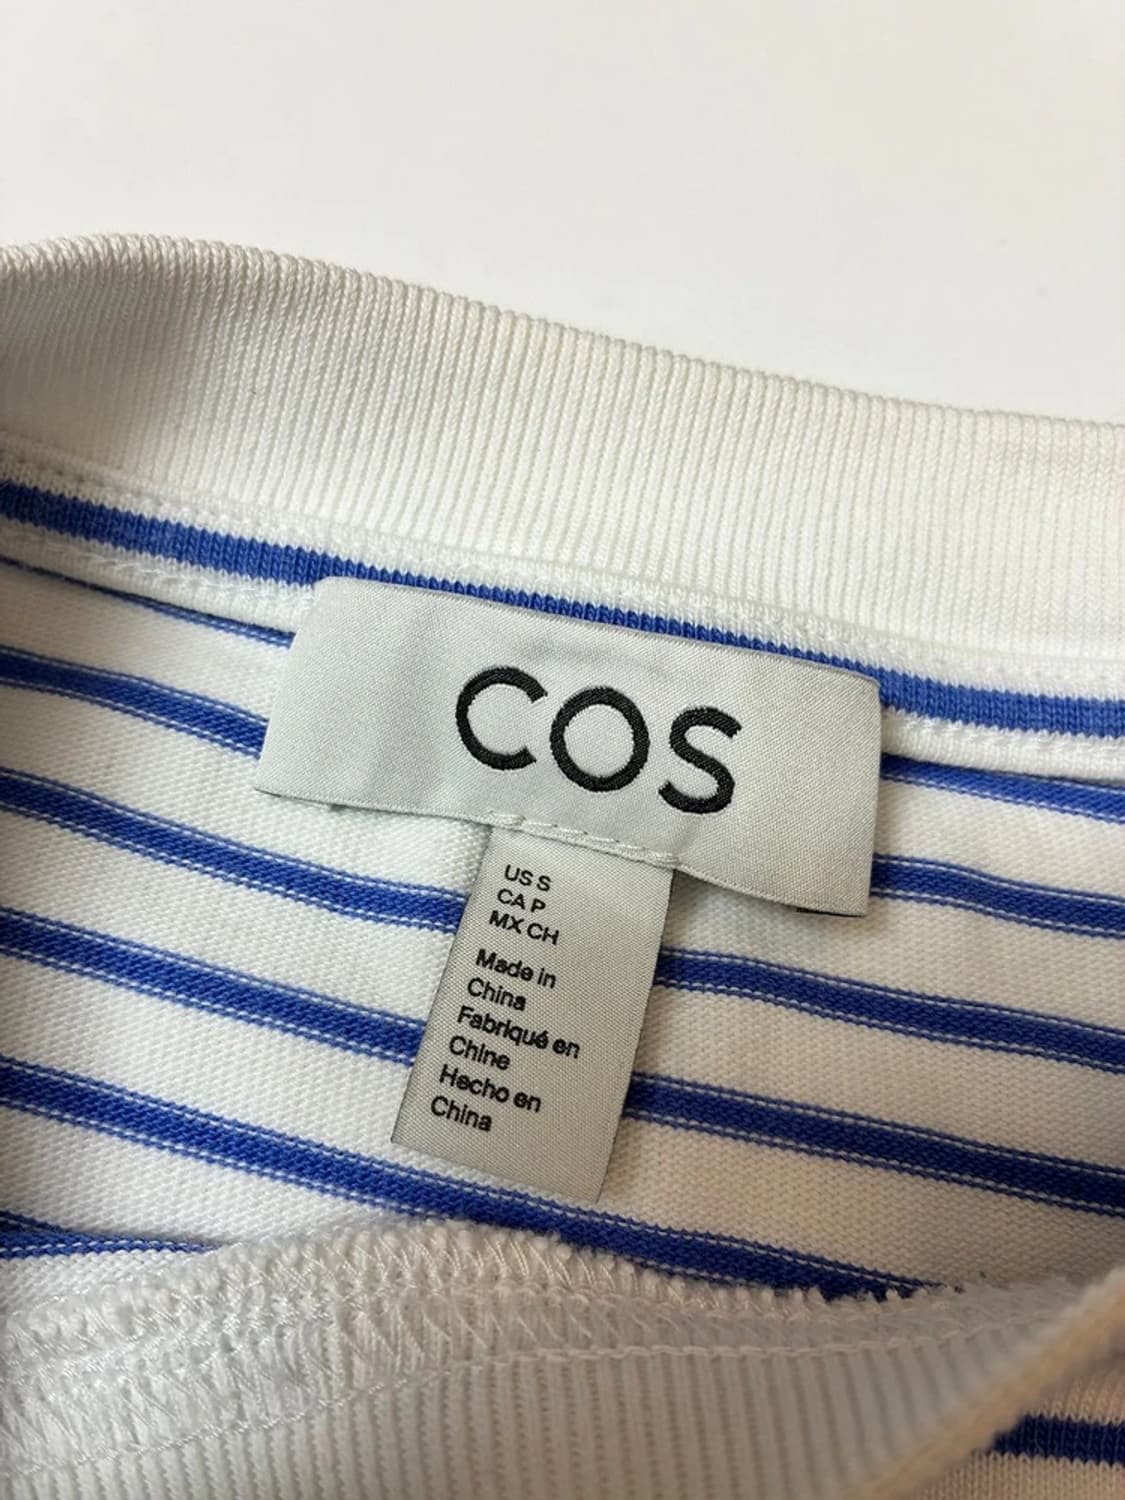 COS
US S
CA P
MX CH
Made in
China
Fabriqué en
Chine
Hecho en
China